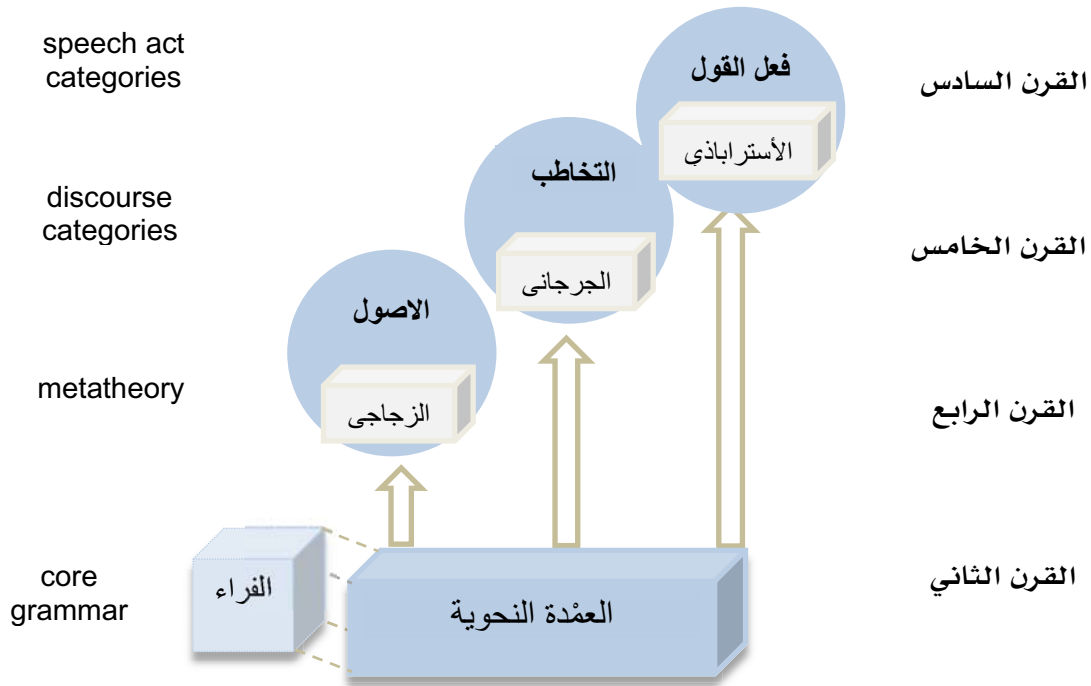 speech act
categories
فعل القول
الأستراباذي
القرن السادس
discourse
categories
التخاطب
الجرجانى
القرن الخامس
metatheory
الاصول
الزجاجى
القرن الرابع
core
grammar
الفراء
العمْدة النحوية
القرن الثاني